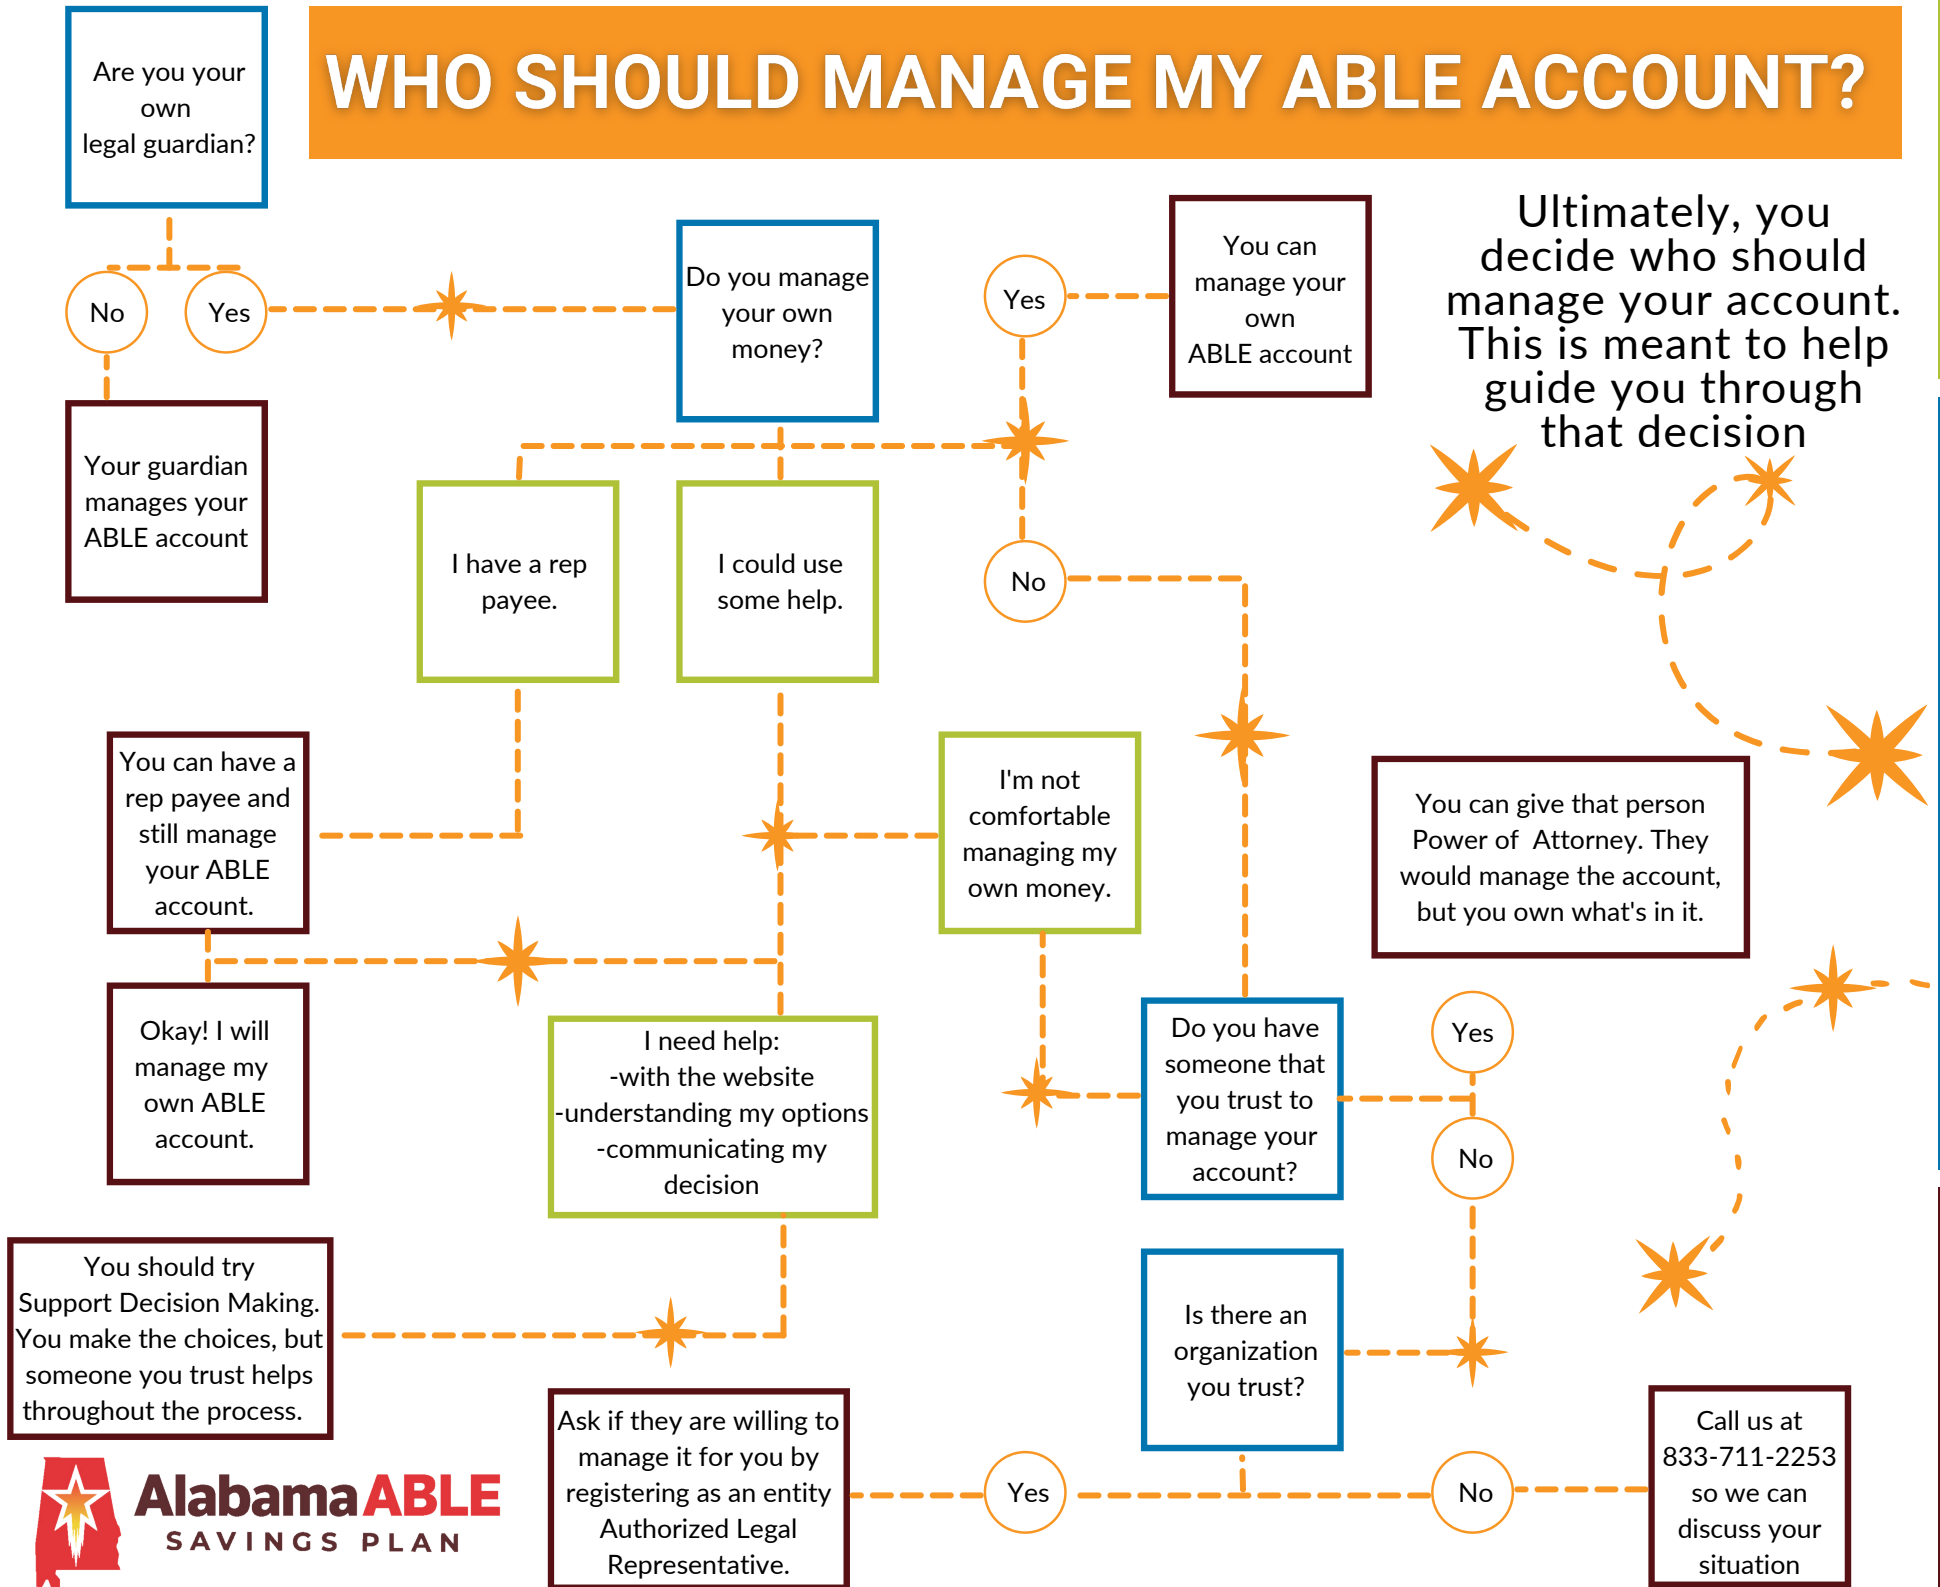 WHO SHOULD MANAGE MY ABLE ACCOUNT?
Are you your
own
legal guardian?
No
Yes
Your guardian
manages your
ABLE account
Do you manage
your own
money?
Yes
You can
manage your
own
ABLE account
Ultimately, you
decide who should
manage your account.
This is meant to help
guide you through
that decision
I have a rep
payee.
I could use
some help.
No
You can have a
rep payee and
still manage
your ABLE
account.
I'm not
comfortable
managing my
own money.
You can give that person
Power of  Attorney. They
would manage the account,
but you own what's in it.
Okay! I will
manage my
own ABLE
account.
I need help:
-with the website
-understanding my options
-communicating my
decision
Do you have
someone that
you trust to
manage your
account?
Yes
No
You should try
Support Decision Making.
You make the choices, but
someone you trust helps
throughout the process.
Is there an
organization
you trust?
Ask if they are willing to
manage it for you by
registering as an entity
Authorized Legal
Representative.
Yes
No
Call us at
833-711-2253
so we can
discuss your
situation
Alabama ABLE
SAVINGS PLAN